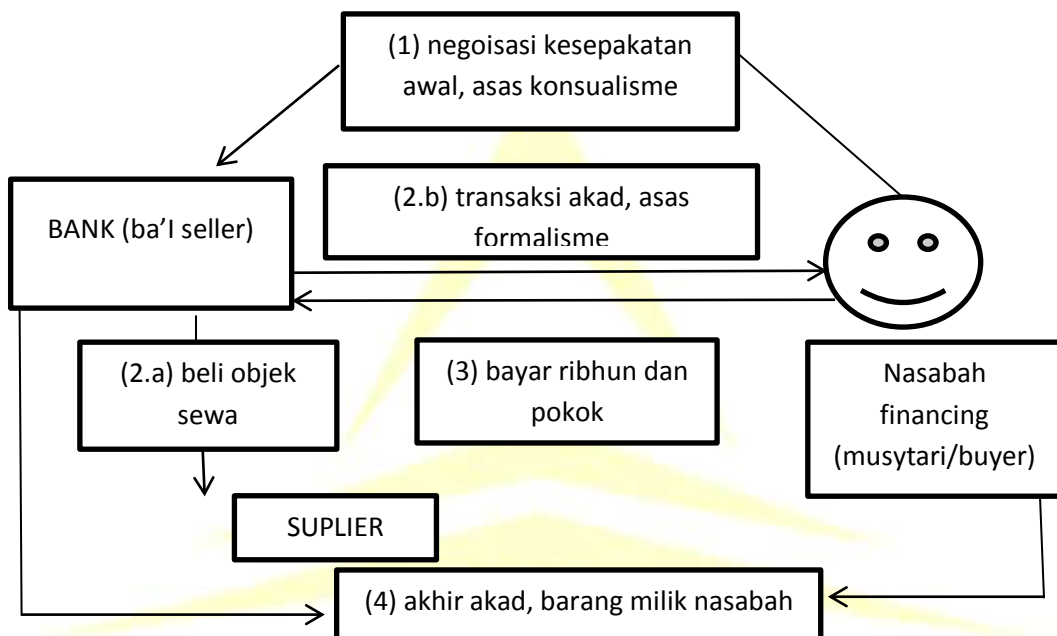 (1) negoisasi kesepakatan
awal, asas konsualisme
BANK (ba’I seller)
(2.b) transaksi akad, asas
formalisme
(2.a) beli objek
sewa
(3) bayar ribhun dan
pokok
Nasabah
financing
(musytari/buyer)
SUPLIER
(4) akhir akad, barang milik nasabah